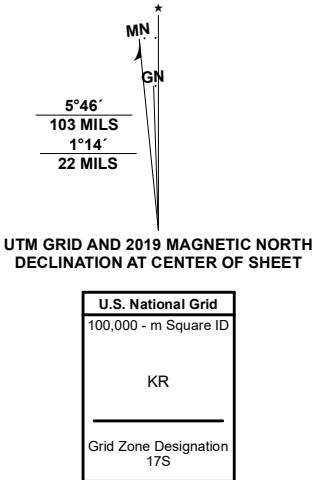 MN
GN
5°46´
103 MILS
1°14´
22 MILS
UTM GRID AND 2019 MAGNETIC NORTH
DECLINATION AT CENTER OF SHEET
U.S. National Grid
100,000 - m Square ID
KR
Grid Zone Designation
17S